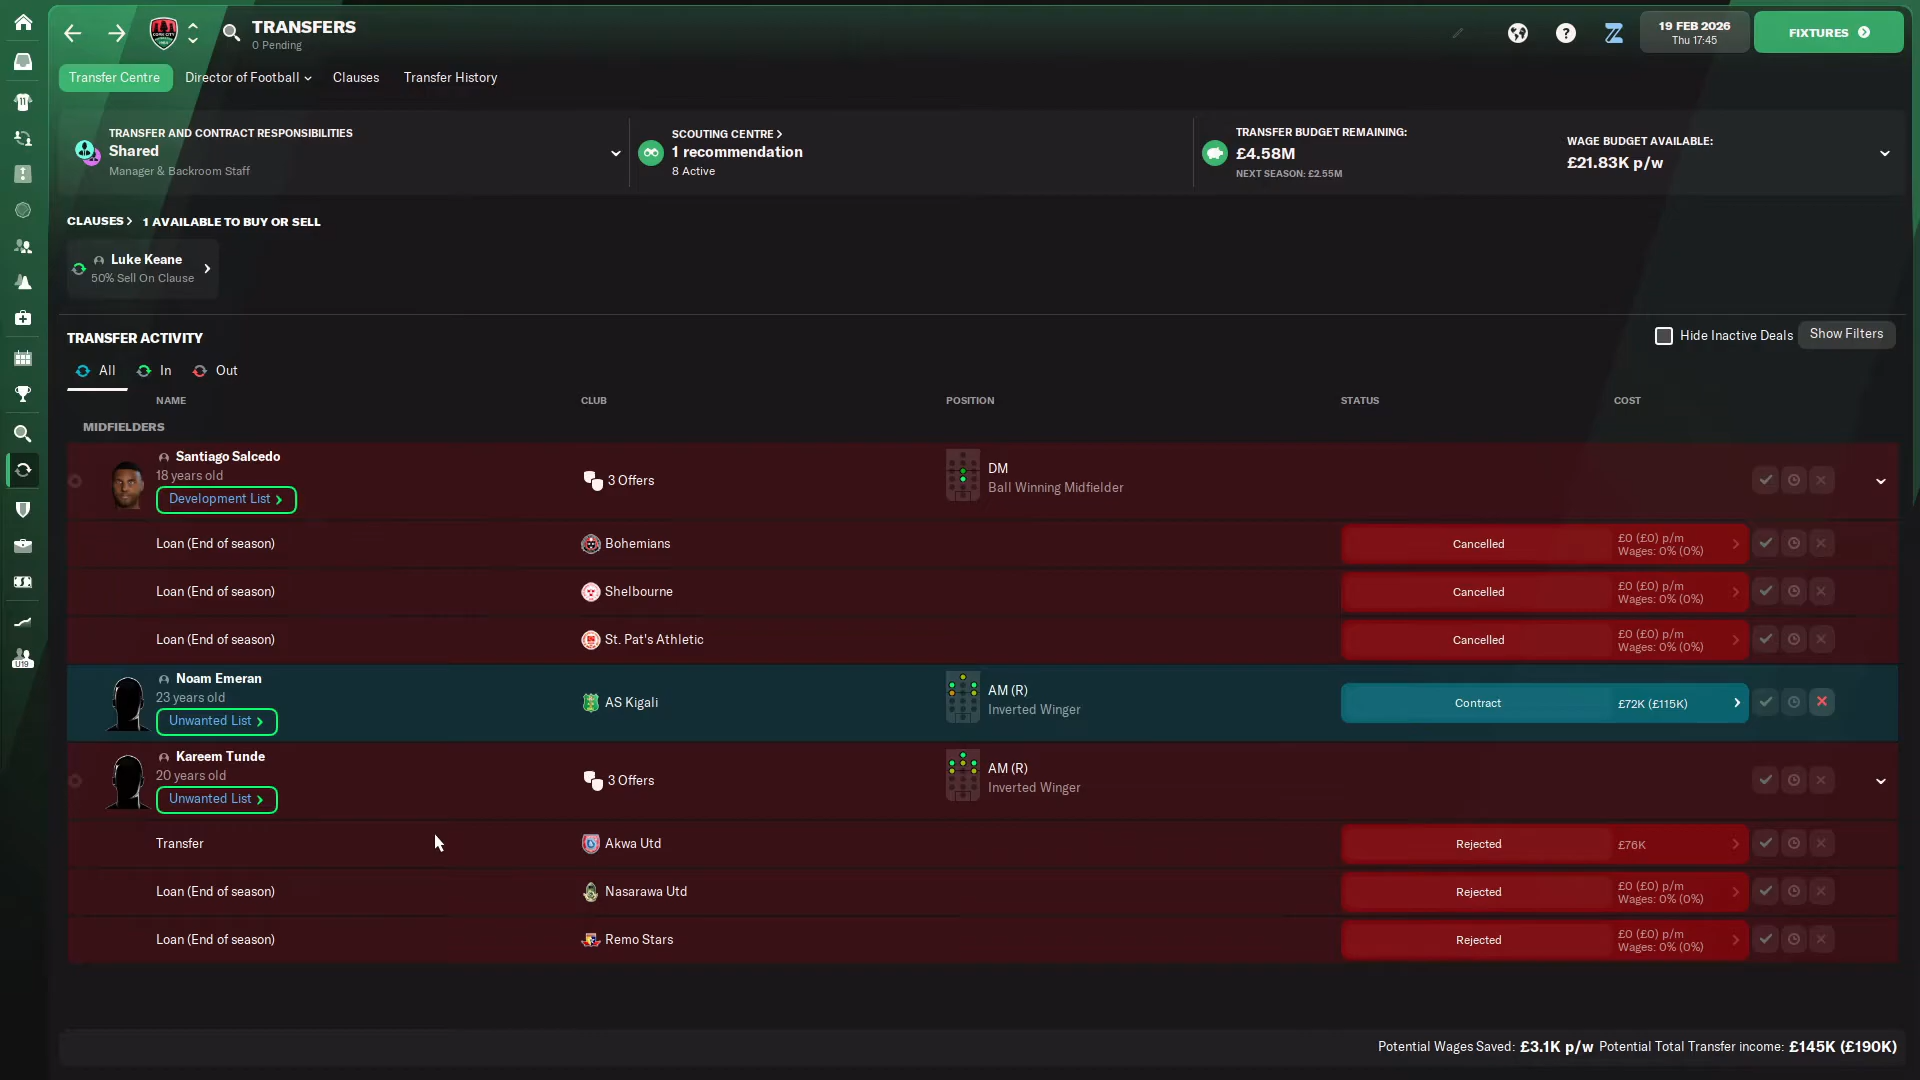 TRANSFERS
0 Pending
19 FEB 2026
Thu 17:45
FIXTURES
Transfer Centre
Director of Football
Clauses
Transfer History
TRANSFER AND CONTRACT RESPONSIBILITIES
Shared
Manager & Backroom Staff
SCOUTING CENTRE >
1 recommendation
8 Active
TRANSFER BUDGET REMAINING:
£4.58M
NEXT SEASON: £2.55M
WAGE BUDGET AVAILABLE:
£21.83K p/w
CLAUSES > 1 AVAILABLE TO BUY OR SELL
Luke Keane
50% Sell On Clause
TRANSFER ACTIVITY
Hide Inactive Deals
Show Filters
All
In
Out
NAME
CLUB
POSITION
STATUS
COST
MIDFIELDERS
Santiago Salcedo
18 years old
Development List >
3 Offers
DM
Ball Winning Midfielder
Loan (End of season)
Bohemians
Cancelled
£0 (£0) p/m
Wages: 0% (0%)
Loan (End of season)
Shelbourne
Cancelled
£0 (£0) p/m
Wages: 0% (0%)
Loan (End of season)
St. Pat's Athletic
Cancelled
£0 (£0) p/m
Wages: 0% (0%)
Noam Emeran
23 years old
Unwanted List >
AS Kigali
AM (R)
Inverted Winger
Contract
£72K (£115K)
Kareem Tunde
20 years old
Unwanted List >
3 Offers
AM (R)
Inverted Winger
Transfer
Akwa Utd
Rejected
£76K
Loan (End of season)
Nasarawa Utd
Rejected
£0 (£0) p/m
Wages: 0% (0%)
Loan (End of season)
Remo Stars
Rejected
£0 (£0) p/m
Wages: 0% (0%)
U19
Potential Wages Saved: £3.1K p/w Potential Total Transfer income: £145K (£190K)